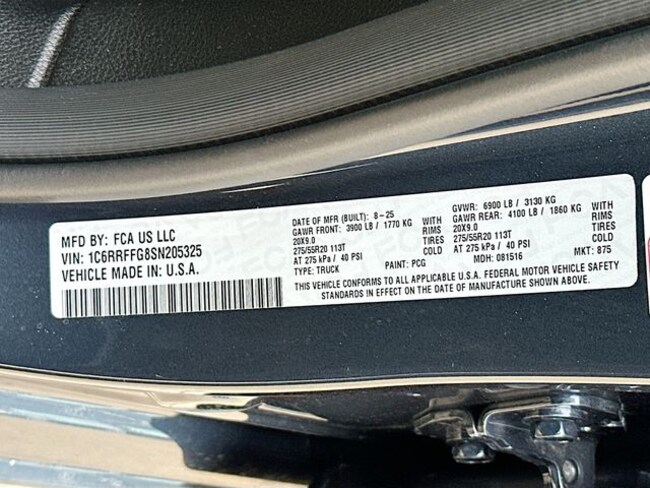 MFD BY: FCA US LLC
VIN: 1C6RRFFG8SN205325
VEHICLE MADE IN U.S.A.
DATE OF MFR (BUILT): 8-25
GAWR FRONT: 3900 LB / 1770 KG WITH
20X9.0 RIMS
275/55R20 113T TIRES
AT 275 kPa / 40 PSI COLD
TYPE: TRUCK PAINT: PCG
GVWR: 6900 LB / 3130 KG
GAWR REAR: 4100 LB / 1860 KG WITH
20X9.0 RIMS
275/55R20 113T TIRES
AT 275 kPa / 40 PSI COLD
MDH: 081516 MKT: 875
THIS VEHICLE CONFORMS TO ALL APPLICABLE U.S.A. FEDERAL MOTOR VEHICLE SAFETY
STANDARDS IN EFFECT ON THE DATE OF MANUFACTURE SHOWN ABOVE.